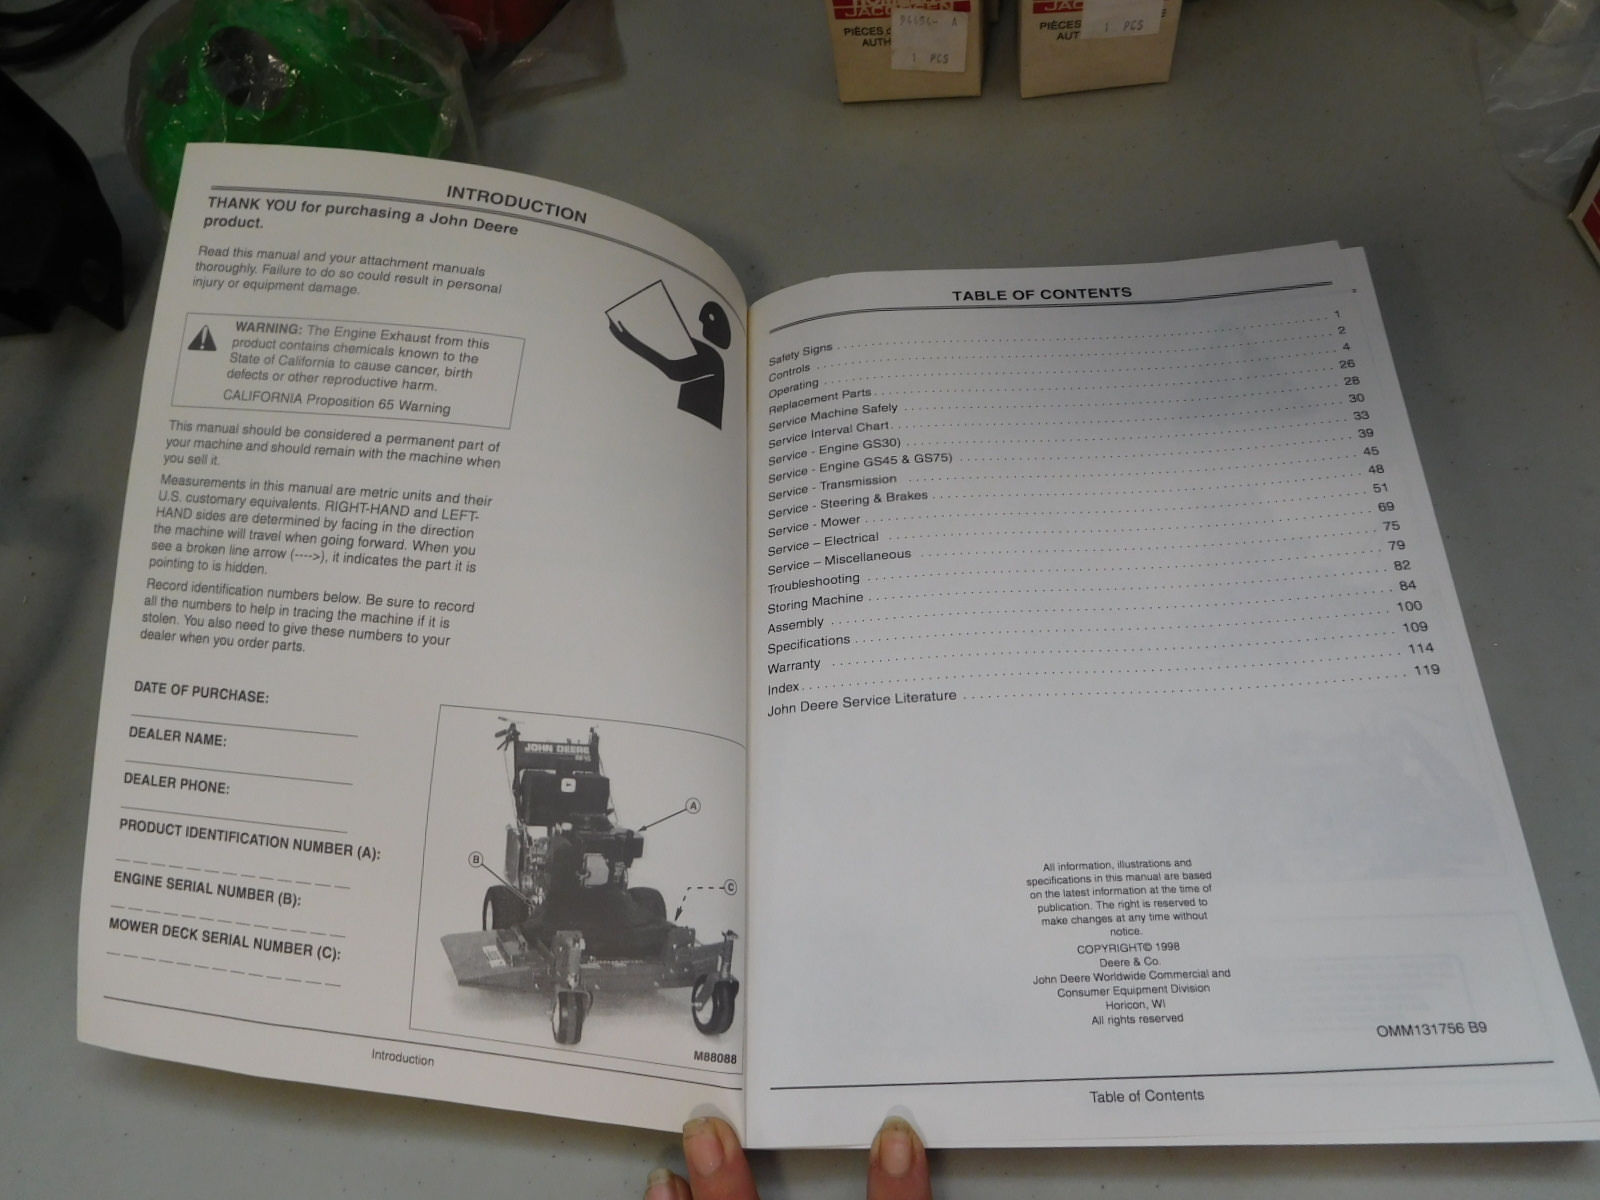 JACOBSEN
94494- A
PIÈCES
AUTH
1 PCS
JACOBSEN
PIÈCES
AUT
1 PCS
INTRODUCTION
THANK YOU for purchasing a John Deere
product.
Read this manual and your attachment manuals
thoroughly. Failure to do so could result in personal
injury or equipment damage.
WARNING: The Engine Exhaust from this
product contains chemicals known to the
State of California to cause cancer, birth
defects or other reproductive harm.
CALIFORNIA Proposition 65 Warning
This manual should be considered a permanent part of
your machine and should remain with the machine when
you sell it.
Measurements in this manual are metric units and their
U.S. customary equivalents. RIGHT-HAND and LEFT-
HAND sides are determined by facing in the direction
the machine will travel when going forward. When you
see a broken line arrow (---->), it indicates the part it is
pointing to is hidden.
Record identification numbers below. Be sure to record
all the numbers to help in tracing the machine if it is
stolen. You also need to give these numbers to your
dealer when you order parts.
DATE OF PURCHASE:
DEALER NAME:
DEALER PHONE:
PRODUCT IDENTIFICATION NUMBER (A):
ENGINE SERIAL NUMBER (B):
MOWER DECK SERIAL NUMBER (C):
JOHN DEERE
A
B
C
M88088
Introduction
TABLE OF CONTENTS
Safety Signs 1
Controls 2
Operating 4
Replacement Parts 26
Service Machine Safely 28
Service Interval Chart 30
Service - Engine GS30) 33
Service - Engine GS45 & GS75) 39
Service - Transmission 45
Service - Steering & Brakes 48
Service - Mower 51
Service – Electrical 69
Service – Miscellaneous 75
Troubleshooting 79
Storing Machine 82
Assembly 84
Specifications 100
Warranty 109
Index 114
John Deere Service Literature 119
All information, illustrations and
specifications in this manual are based
on the latest information at the time of
publication. The right is reserved to
make changes at any time without
notice.
COPYRIGHT© 1998
Deere & Co.
John Deere Worldwide Commercial and
Consumer Equipment Division
Horicon, WI
All rights reserved
OMM131756 B9
Table of Contents